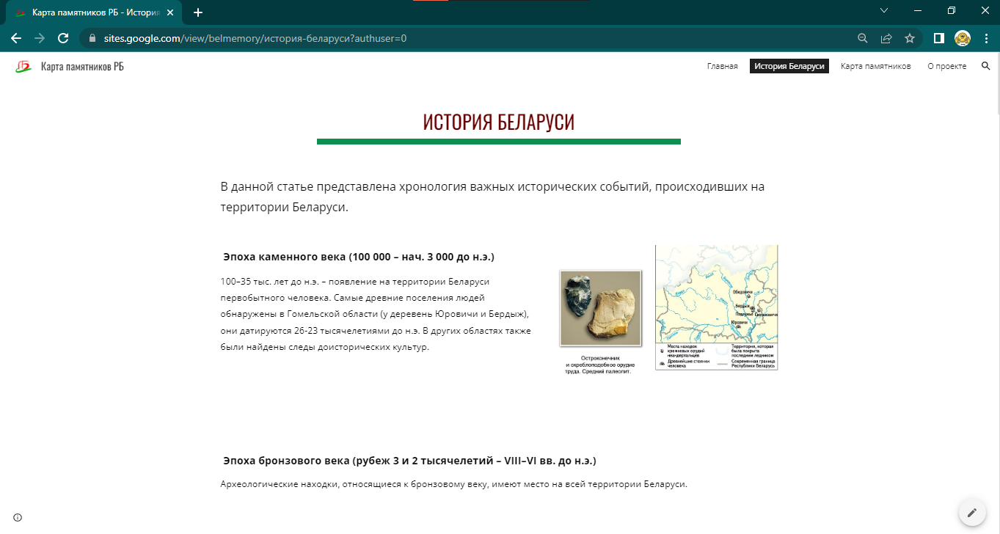 Карта памятников РБ - История
sites.google.com/view/belmemory/история-беларуси?authuser=0
Карта памятников РБ
Главная
История Беларуси
Карта памятников
О проекте
ИСТОРИЯ БЕЛАРУСИ
В данной статье представлена хронология важных исторических событий, происходивших на
территории Беларуси.
Эпоха каменного века (100 000 – нач. 3 000 до н.э.)
100–35 тыс. лет до н.э. – появление на территории Беларуси
первобытного человека. Самые древние поселения людей
обнаружены в Гомельской области (у деревень Юровичи и Бердыж),
они датируются 26-23 тысячелетиями до н.э. В других областях также
были найдены следы доисторических культур.
Остроконечник
и скреблоподобное орудие
труда. Средний палеолит.
Обидовичи
Бердыж
Подлужье
Светиловичи
Юровичи
Места находок
кремневых орудий
неандертальцев
Древнейшие стоянки
человека
Территория, которая
была покрыта
последним ледником
Современная граница
Республики Беларусь
Эпоха бронзового века (рубеж 3 и 2 тысячелетий – VIII–VI вв. до н.э.)
Археологические находки, относящиеся к бронзовому веку, имеют место на всей территории Беларуси.